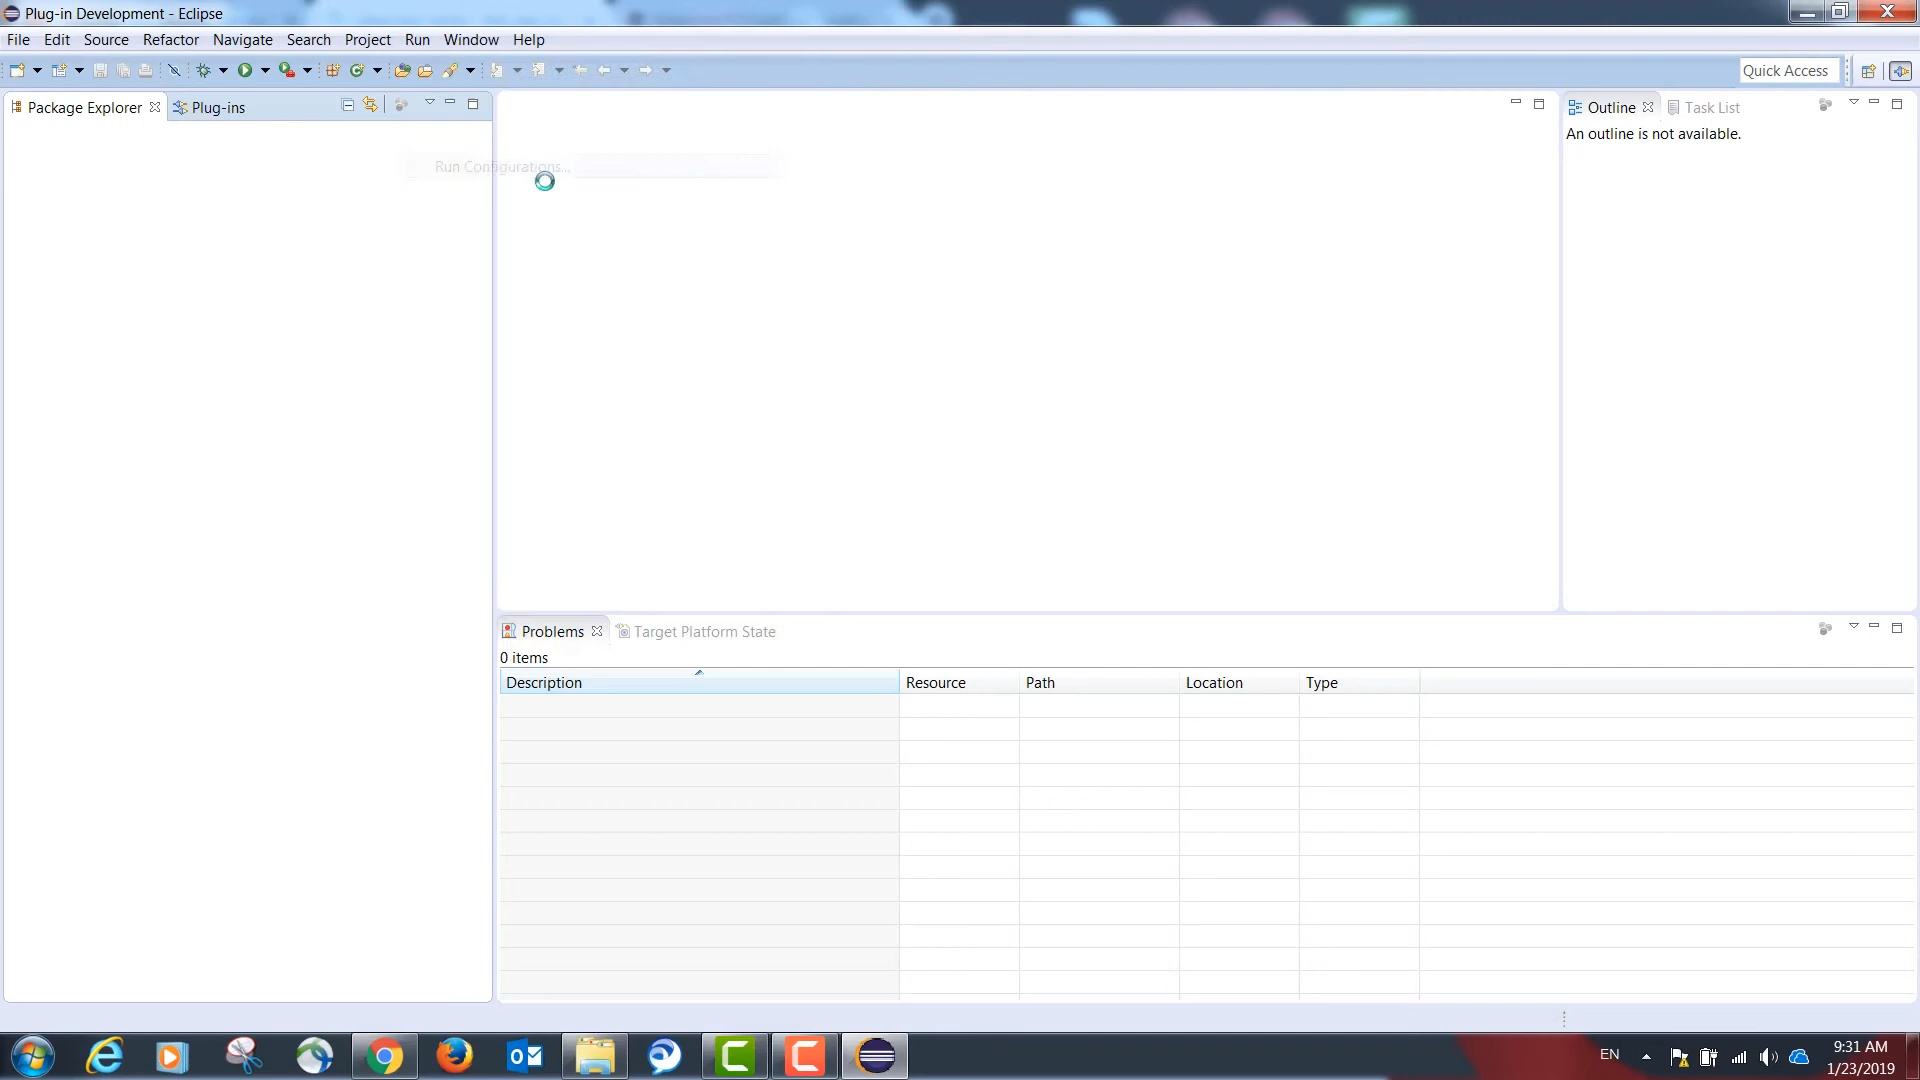 Plug-in Development - Eclipse
File Edit Source Refactor Navigate Search Project Run Window Help
Quick Access
Package Explorer Plug-ins
Outline Task List
An outline is not available.
Run Configurations...
Problems Target Platform State
0 items
Description Resource Path Location Type
EN
9:31 AM
1/23/2019